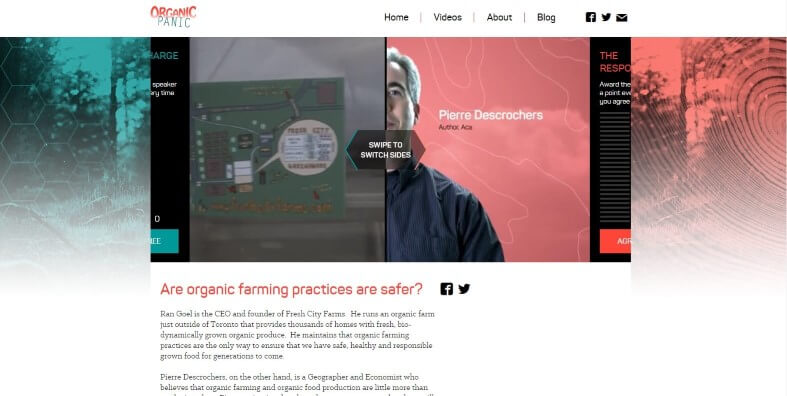 ORGANIC
PANIC
Home
Videos
About
Blog
HARGE
speaker
ry time
0
EE
FRESH CITY
SWIPE TO
SWITCH SIDES
Pierre Descrochers
Author, Aca
THE
RESPO
Award the
a point eve
you agree
AGR
Are organic farming practices are safer?
Ran Goel is the CEO and founder of Fresh City Farms. He runs an organic farm
just outside of Toronto that provides thousands of homes with fresh, bio-
dynamically grown organic produce. He maintains that organic farming
practices are the only way to ensure that we have safe, healthy and responsible
grown food for generations to come.
Pierre Descrochers, on the other hand, is a Geographer and Economist who
believes that organic farming and organic food production are little more than